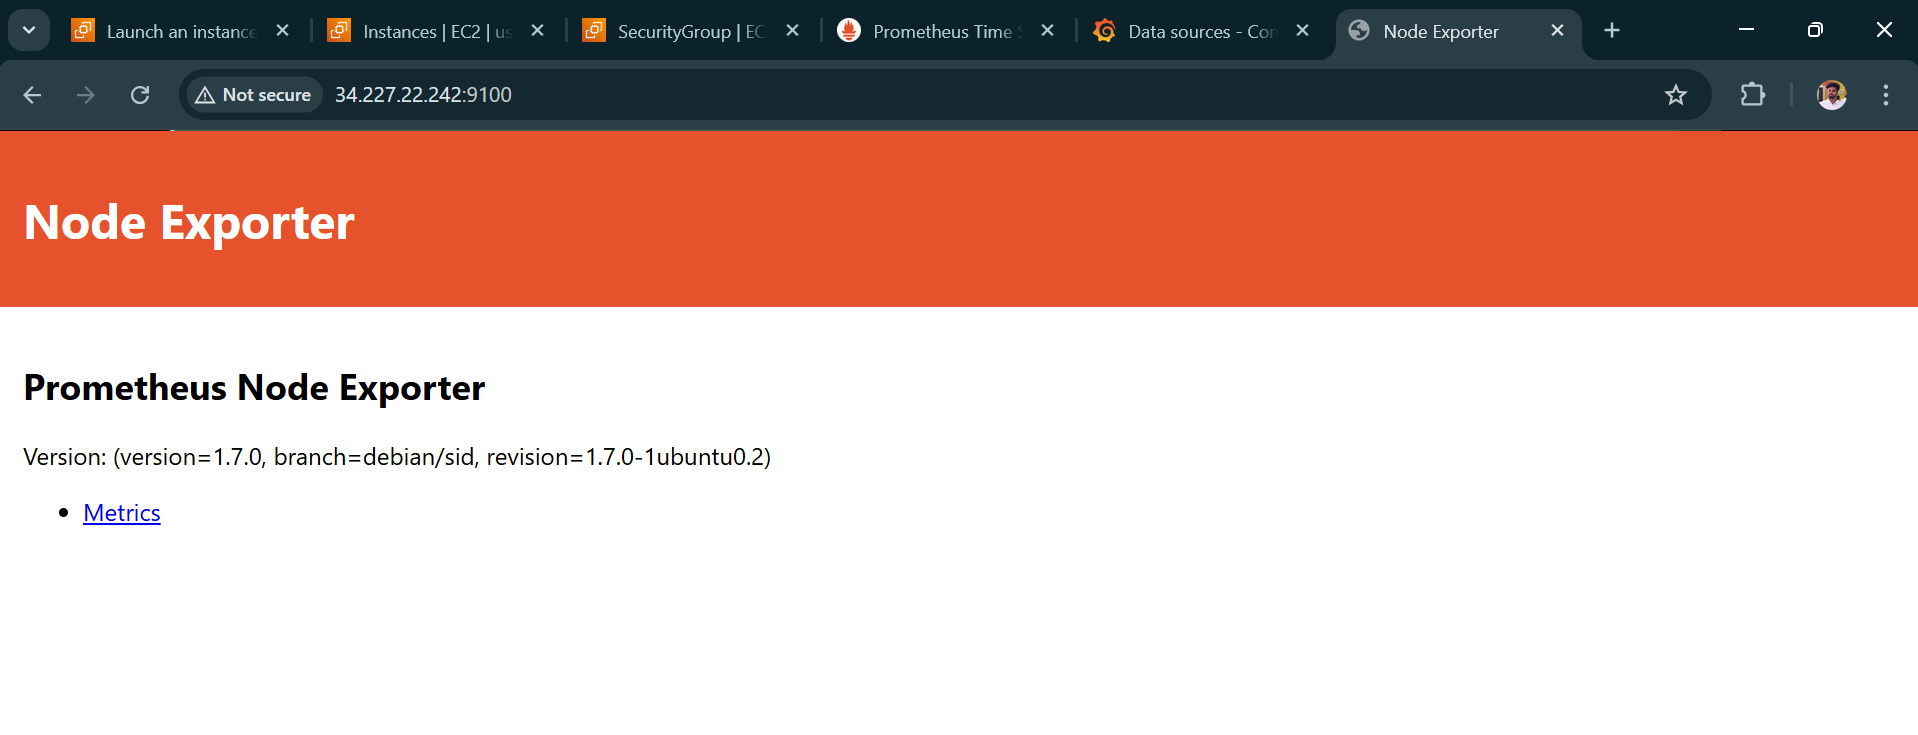 Launch an instance
Instances | EC2 | us
SecurityGroup | EC
Prometheus Time S
Data sources - Con
Node Exporter
Not secure
34.227.22.242:9100
Node Exporter
Prometheus Node Exporter
Version: (version=1.7.0, branch=debian/sid, revision=1.7.0-1ubuntu0.2)
Metrics